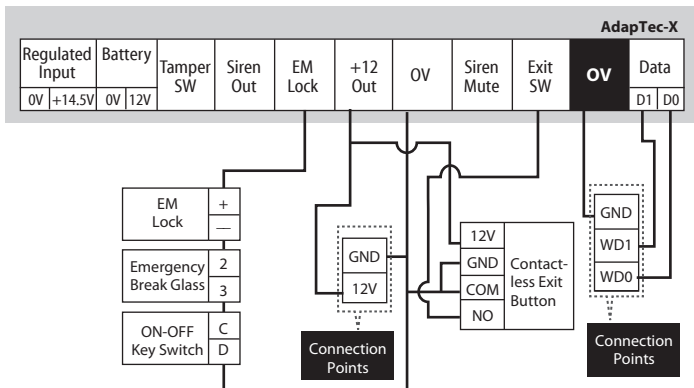 AdapTec-X
Regulated Input
0V +14.5V
Battery
0V 12V
Tamper SW
Siren Out
EM Lock
+12 Out
OV
Siren Mute
Exit SW
OV
Data
D1 D0
EM Lock
+
—
Emergency Break Glass
2
3
ON-OFF Key Switch
C
D
GND
12V
Connection Points
12V
GND
COM
NO
Contact-
less Exit
Button
GND
WD1
WD0
Connection Points